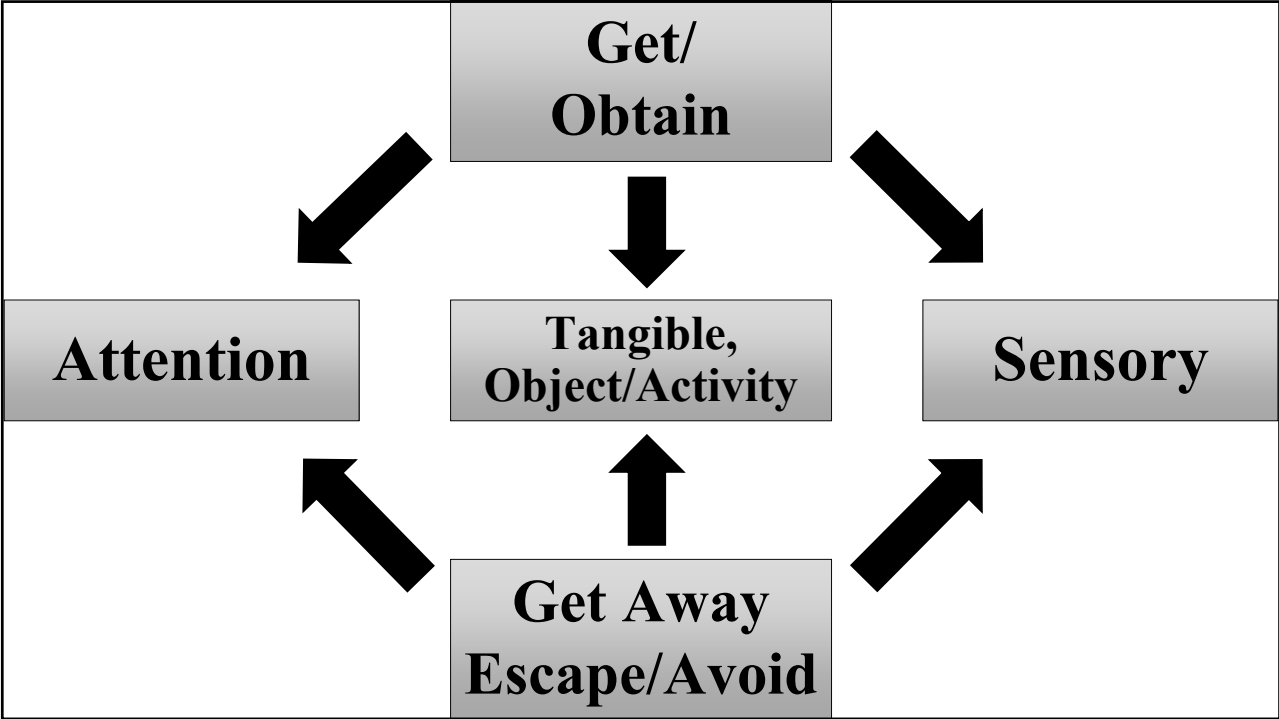 Get/
Obtain
Attention
Tangible,
Object/Activity
Sensory
Get Away
Escape/Avoid